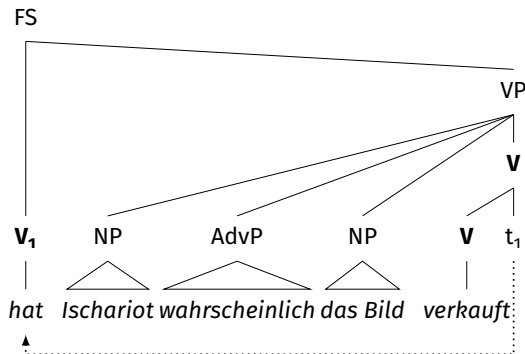 FS
VP
V
V₁ NP AdvP NP V t₁
hat Ischariot wahrscheinlich das Bild verkauft